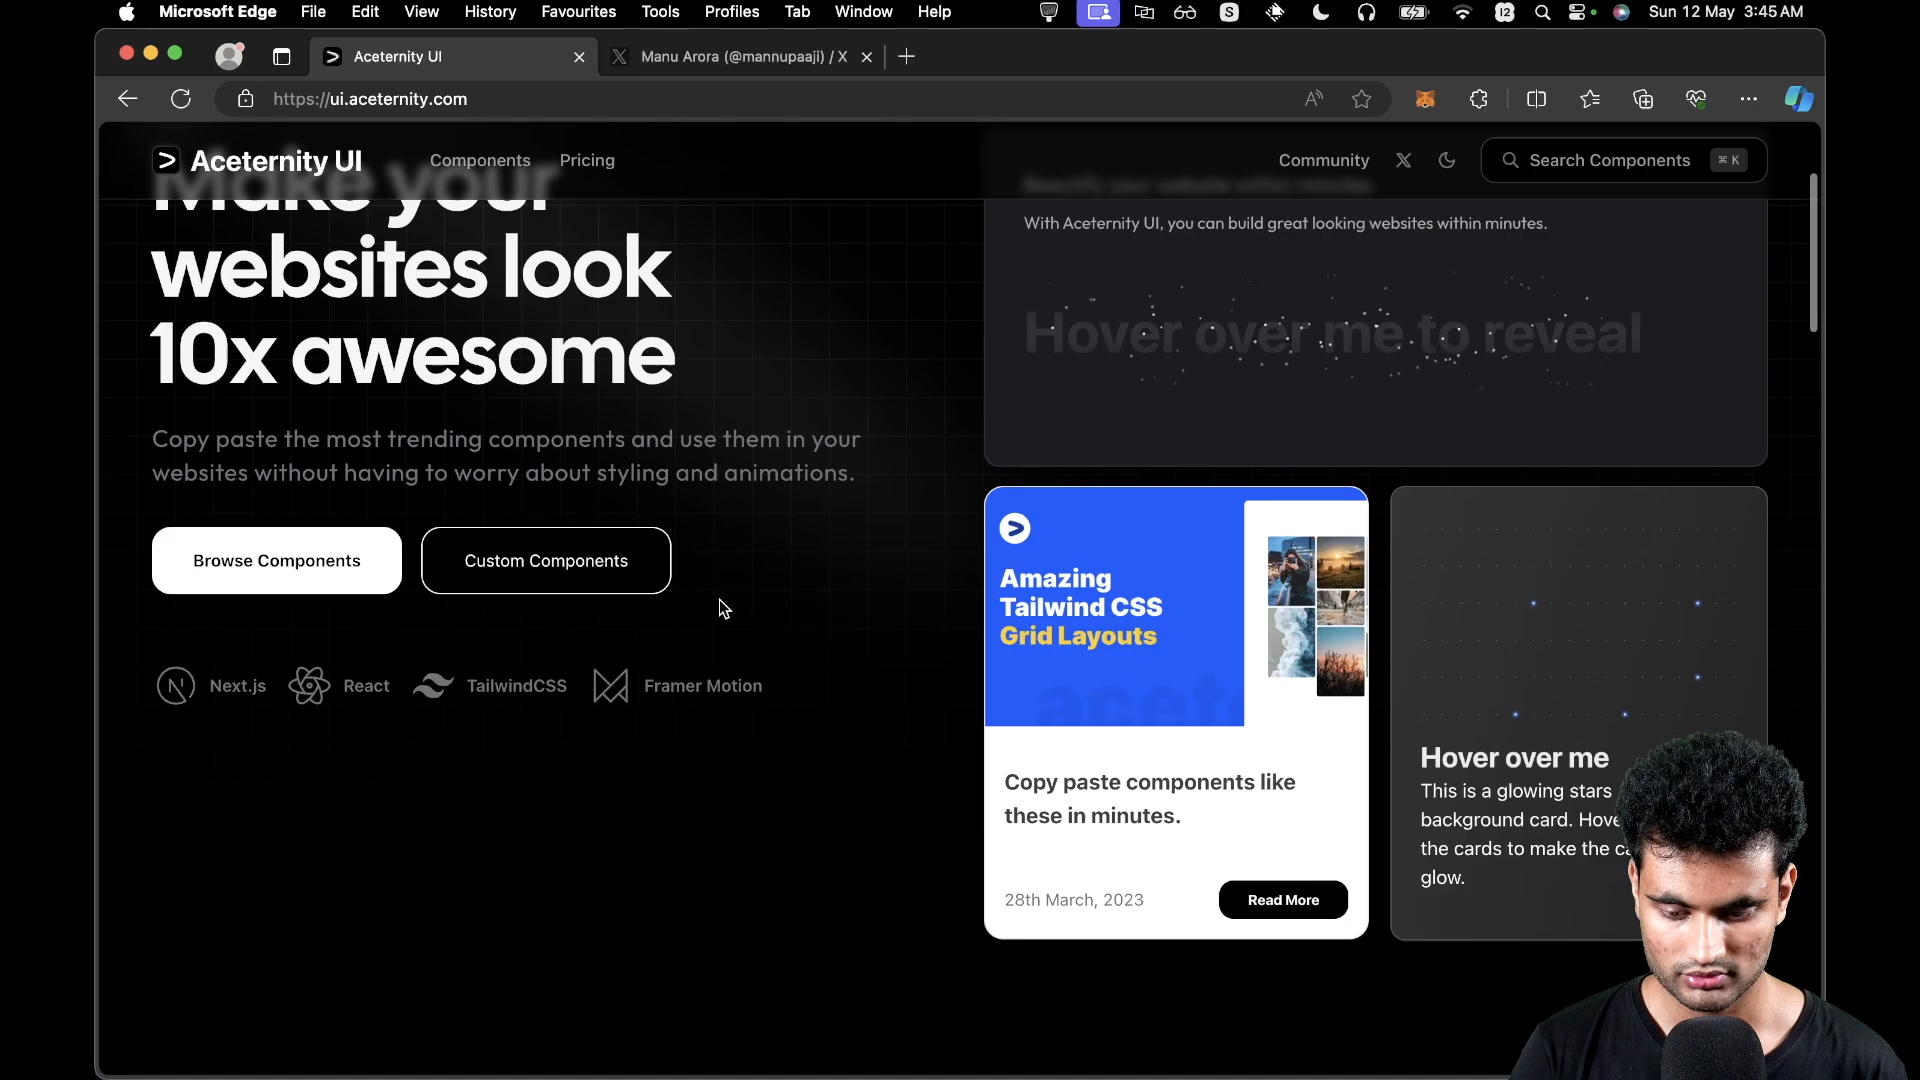 Microsoft Edge File Edit View History Favourites Tools Profiles Tab Window Help
S 12 Sun 12 May 3:45 AM
Aceternity UI
Manu Arora (@mannupaaji) / X
https://ui.aceternity.com
Aceternity UI
Components Pricing
Community
Search Components
⌘ K
Make your
websites look
10x awesome
Copy paste the most trending components and use them in your
websites without having to worry about styling and animations.
Browse Components
Custom Components
Next.js
React
TailwindCSS
Framer Motion
Beautify your website within minutes
With Aceternity UI, you can build great looking websites within minutes.
Hover over me to reveal
Amazing
Tailwind CSS
Grid Layouts
Copy paste components like
these in minutes.
28th March, 2023
Read More
Hover over me
This is a glowing stars
background card.
the cards to make the
glow.